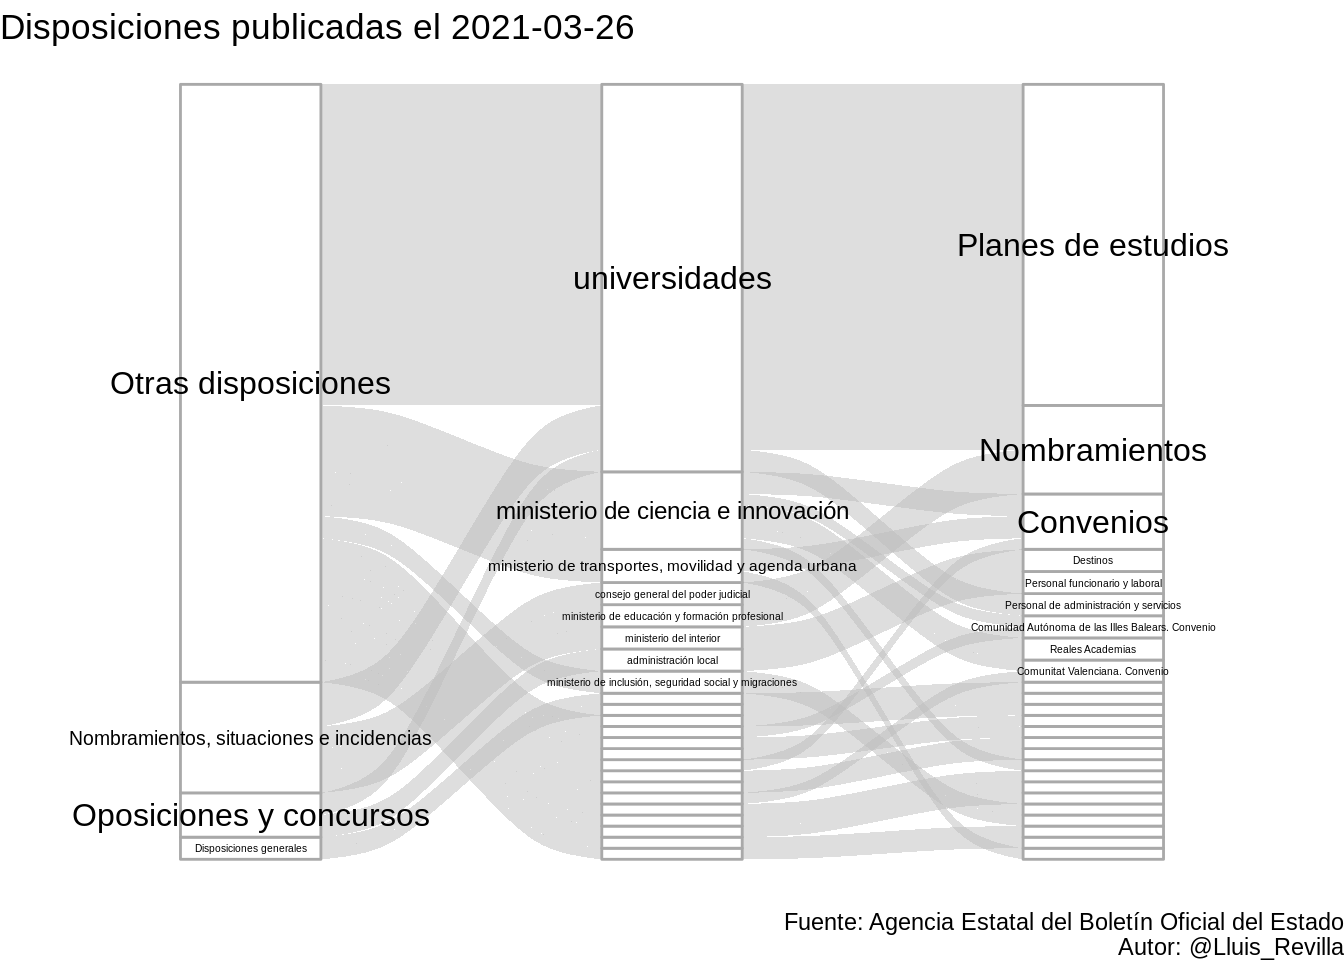 Disposiciones publicadas el 2021-03-26
Otras disposiciones
Nombramientos, situaciones e incidencias
Oposiciones y concursos
Disposiciones generales
universidades
ministerio de ciencia e innovación
ministerio de transportes, movilidad y agenda urbana
consejo general del poder judicial
ministerio de educación y formación profesional
ministerio del interior
administración local
ministerio de inclusión, seguridad social y migraciones
Planes de estudios
Nombramientos
Convenios
Destinos
Personal funcionario y laboral
Personal de administración y servicios
Comunidad Autónoma de las Illes Balears. Convenio
Reales Academias
Comunitat Valenciana. Convenio
Fuente: Agencia Estatal del Boletín Oficial del Estado
Autor: @Lluis_Revilla